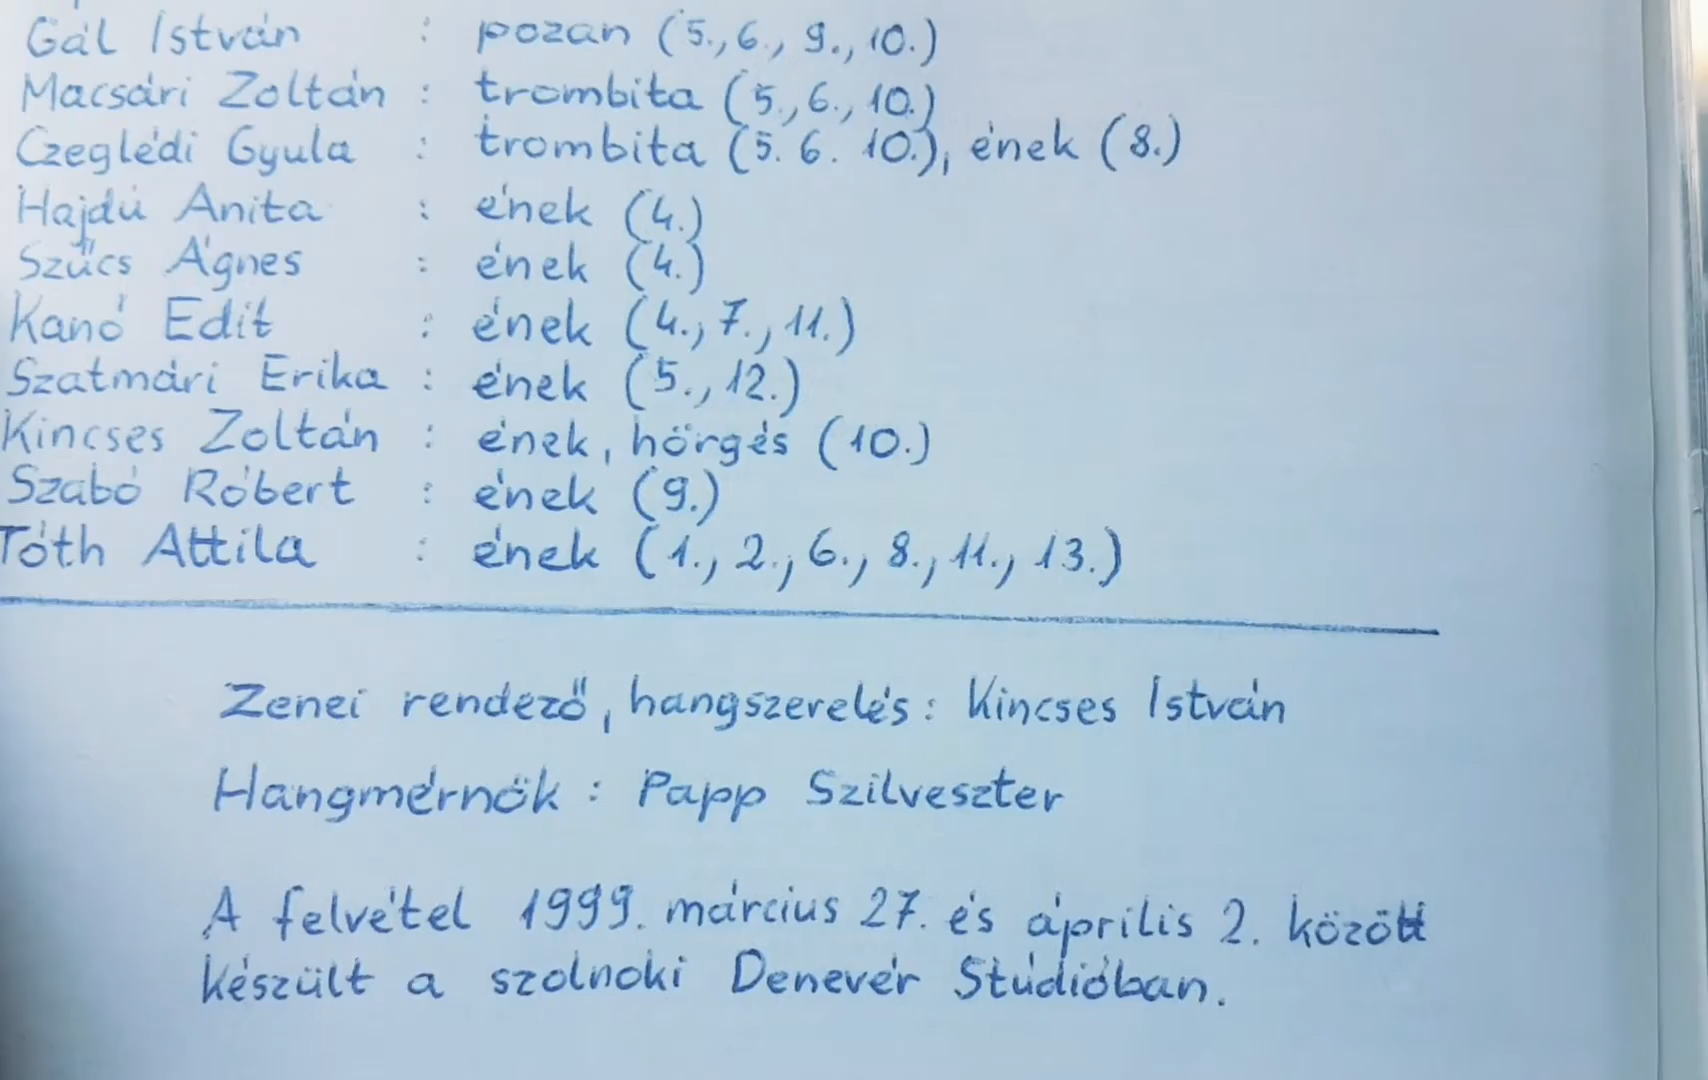 Gál István : pozan (5., 6., 9., 10.)
Macsári Zoltán : trombita (5., 6., 10.)
Czeglédi Gyula : trombita (5. 6. 10.), ének (8.)
Hajdú Anita : ének (4.)
Szűcs Ágnes : ének (4.)
Kanó Edit : ének (4., 7., 11.)
Szatmári Erika : ének (5., 12.)
Kincses Zoltán : ének, hörgés (10.)
Szabó Róbert : ének (9.)
Tóth Attila : ének (1., 2., 6., 8., 11., 13.)
Zenei rendező, hangszerelés : Kincses István
Hangmérnök : Papp Szilveszter
A felvétel 1999. március 27. és április 2. között
készült a szolnoki Denevér Stúdióban.